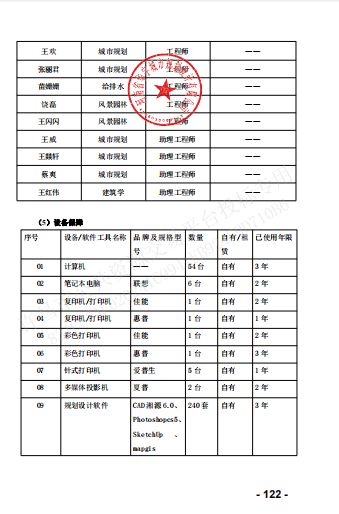 王欢 城市规划 工程师 ——
张丽君 城市规划 工程师 ——
苗姗姗 给排水 工程师 ——
饶磊 风景园林 工程师 ——
王闪闪 风景园林 工程师 ——
王威 城市规划 助理工程师 ——
王颢轩 城市规划 助理工程师 ——
蔡爽 城市规划 助理工程师 ——
王红伟 建筑学 助理工程师 ——
（5）设备保障
序号 设备/软件工具名称 品牌及规格型号 数量 自有/租赁 已使用年限
01 计算机 —— 54台 自有 3年
02 笔记本电脑 联想 6台 自有 2年
03 复印机/打印机 佳能 1台 自有 2年
04 复印机/打印机 惠普 1台 自有 1年
05 彩色打印机 佳能 1台 自有 2年
06 彩色打印机 惠普 1台 自有 3年
07 针式打印机 爱普生 5台 自有 1年
08 多媒体投影机 夏普 2台 自有 2年
09 规划设计软件 CAD湘源6.0、 240套 自有 3年
Photoshopcs5、
SketchUp 、
mapgis
- 122 -